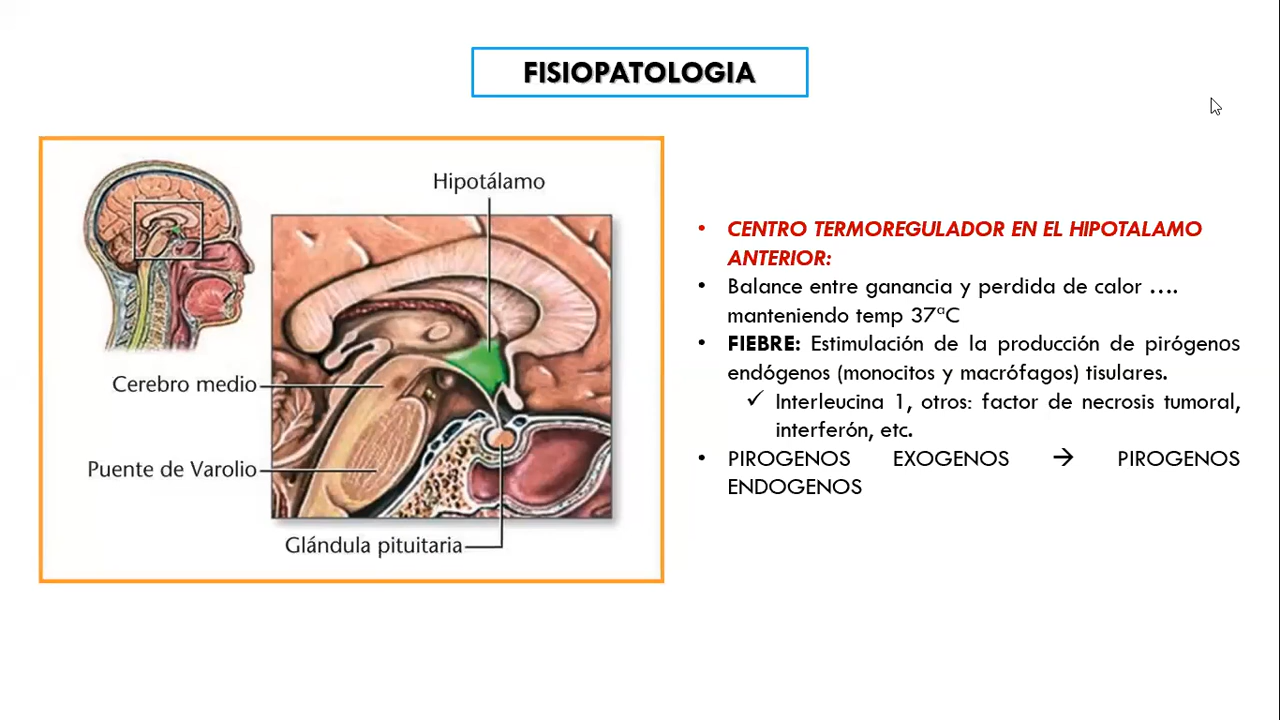 FISIOPATOLOGIA
Hipotálamo
Cerebro medio
Puente de Varolio
Glándula pituitaria
• CENTRO TERMOREGULADOR EN EL HIPOTALAMO
ANTERIOR:
• Balance entre ganancia y perdida de calor ….
manteniendo temp 37ªC
• FIEBRE: Estimulación de la producción de pirógenos
endógenos (monocitos y macrófagos) tisulares.
✓ Interleucina 1, otros: factor de necrosis tumoral,
interferón, etc.
• PIROGENOS EXOGENOS → PIROGENOS
ENDOGENOS